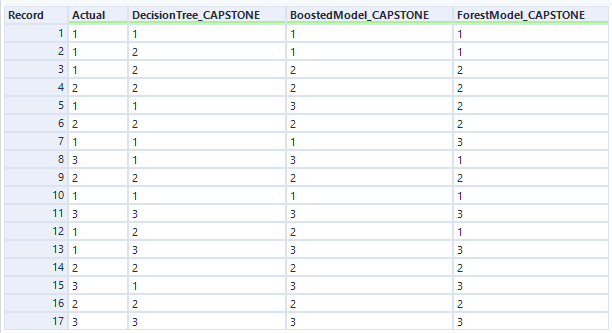 Record Actual DecisionTree_CAPSTONE BoostedModel_CAPSTONE ForestModel_CAPSTONE
1 1 1 1 1
2 1 2 1 1
3 1 2 2 2
4 2 2 2 2
5 1 1 3 2
6 2 2 2 2
7 1 1 1 3
8 3 1 3 1
9 2 2 2 2
10 1 1 1 1
11 3 3 3 3
12 1 2 2 1
13 1 3 3 3
14 2 2 2 2
15 3 1 3 3
16 2 2 2 2
17 3 3 3 3